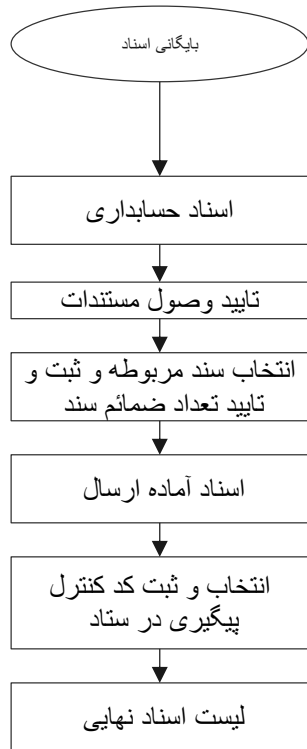 بایگانی اسناد
اسناد حسابداری
تایید وصول مستندات
انتخاب سند مربوطه و ثبت و
تایید تعداد ضمائم سند
اسناد آماده ارسال
انتخاب و ثبت کد کنترل
پیگیری در ستاد
لیست اسناد نهایی